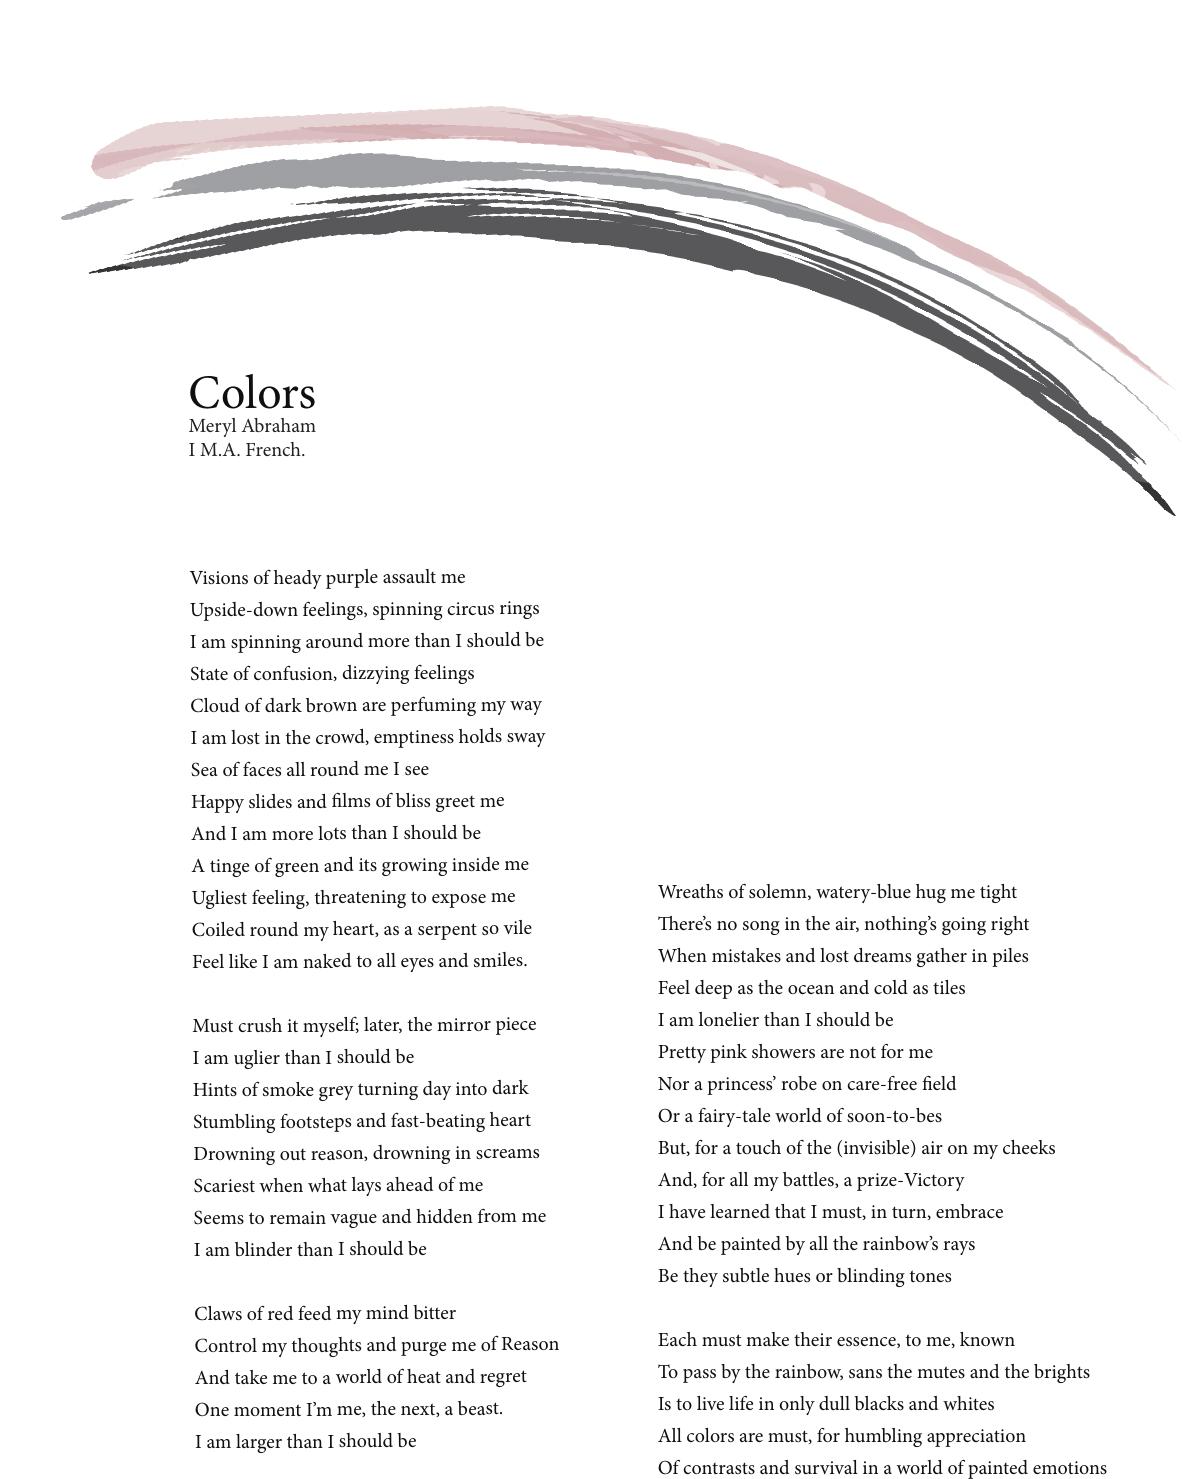 Colors
Meryl Abraham
I M.A. French.
Visions of heady purple assault me
Upside-down feelings, spinning circus rings
I am spinning around more than I should be
State of confusion, dizzying feelings
Cloud of dark brown are perfuming my way
I am lost in the crowd, emptiness holds sway
Sea of faces all round me I see
Happy slides and films of bliss greet me
And I am more lots than I should be
A tinge of green and its growing inside me
Ugliest feeling, threatening to expose me
Coiled round my heart, as a serpent so vile
Feel like I am naked to all eyes and smiles.
Must crush it myself; later, the mirror piece
I am uglier than I should be
Hints of smoke grey turning day into dark
Stumbling footsteps and fast-beating heart
Drowning out reason, drowning in screams
Scariest when what lays ahead of me
Seems to remain vague and hidden from me
I am blinder than I should be
Claws of red feed my mind bitter
Control my thoughts and purge me of Reason
And take me to a world of heat and regret
One moment I'm me, the next, a beast.
I am larger than I should be
Wreaths of solemn, watery-blue hug me tight
There's no song in the air, nothing's going right
When mistakes and lost dreams gather in piles
Feel deep as the ocean and cold as tiles
I am lonelier than I should be
Pretty pink showers are not for me
Nor a princess' robe on care-free field
Or a fairy-tale world of soon-to-bes
But, for a touch of the (invisible) air on my cheeks
And, for all my battles, a prize-Victory
I have learned that I must, in turn, embrace
And be painted by all the rainbow's rays
Be they subtle hues or blinding tones
Each must make their essence, to me, known
To pass by the rainbow, sans the mutes and the brights
Is to live life in only dull blacks and whites
All colors are must, for humbling appreciation
Of contrasts and survival in a world of painted emotions